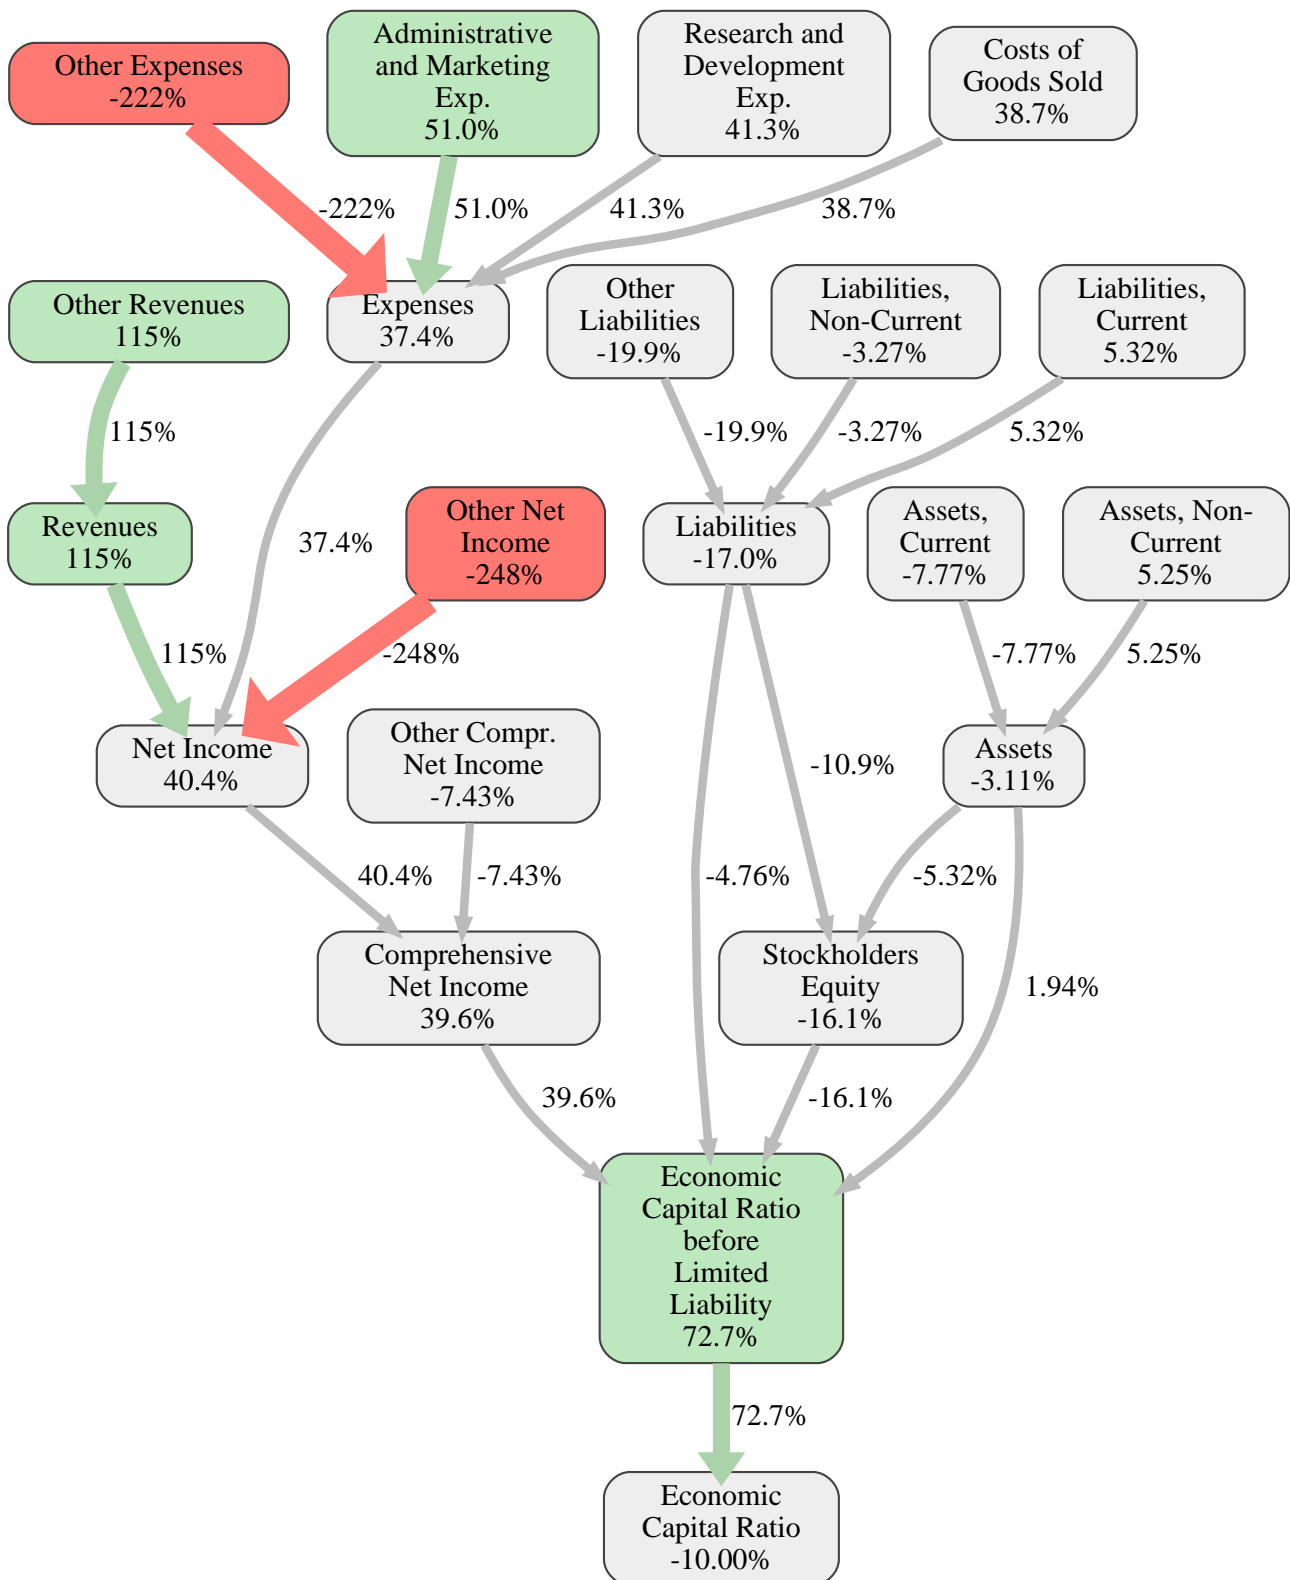 Other Expenses
-222%
Administrative
and Marketing
Exp.
51.0%
Research and
Development
Exp.
41.3%
Costs of
Goods Sold
38.7%
-222%
51.0%
41.3%
38.7%
Other Revenues
115%
Expenses
37.4%
Other
Liabilities
-19.9%
Liabilities,
Non-Current
-3.27%
Liabilities,
Current
5.32%
115%
-19.9%
-3.27%
5.32%
Revenues
115%
37.4%
Other Net
Income
-248%
Liabilities
-17.0%
Assets,
Current
-7.77%
Assets, Non-
Current
5.25%
115%
-248%
-7.77%
5.25%
Net Income
40.4%
Other Compr.
Net Income
-7.43%
-10.9%
Assets
-3.11%
40.4%
-7.43%
-4.76%
-5.32%
Comprehensive
Net Income
39.6%
Stockholders
Equity
-16.1%
1.94%
39.6%
-16.1%
Economic
Capital Ratio
before
Limited
Liability
72.7%
72.7%
Economic
Capital Ratio
-10.00%